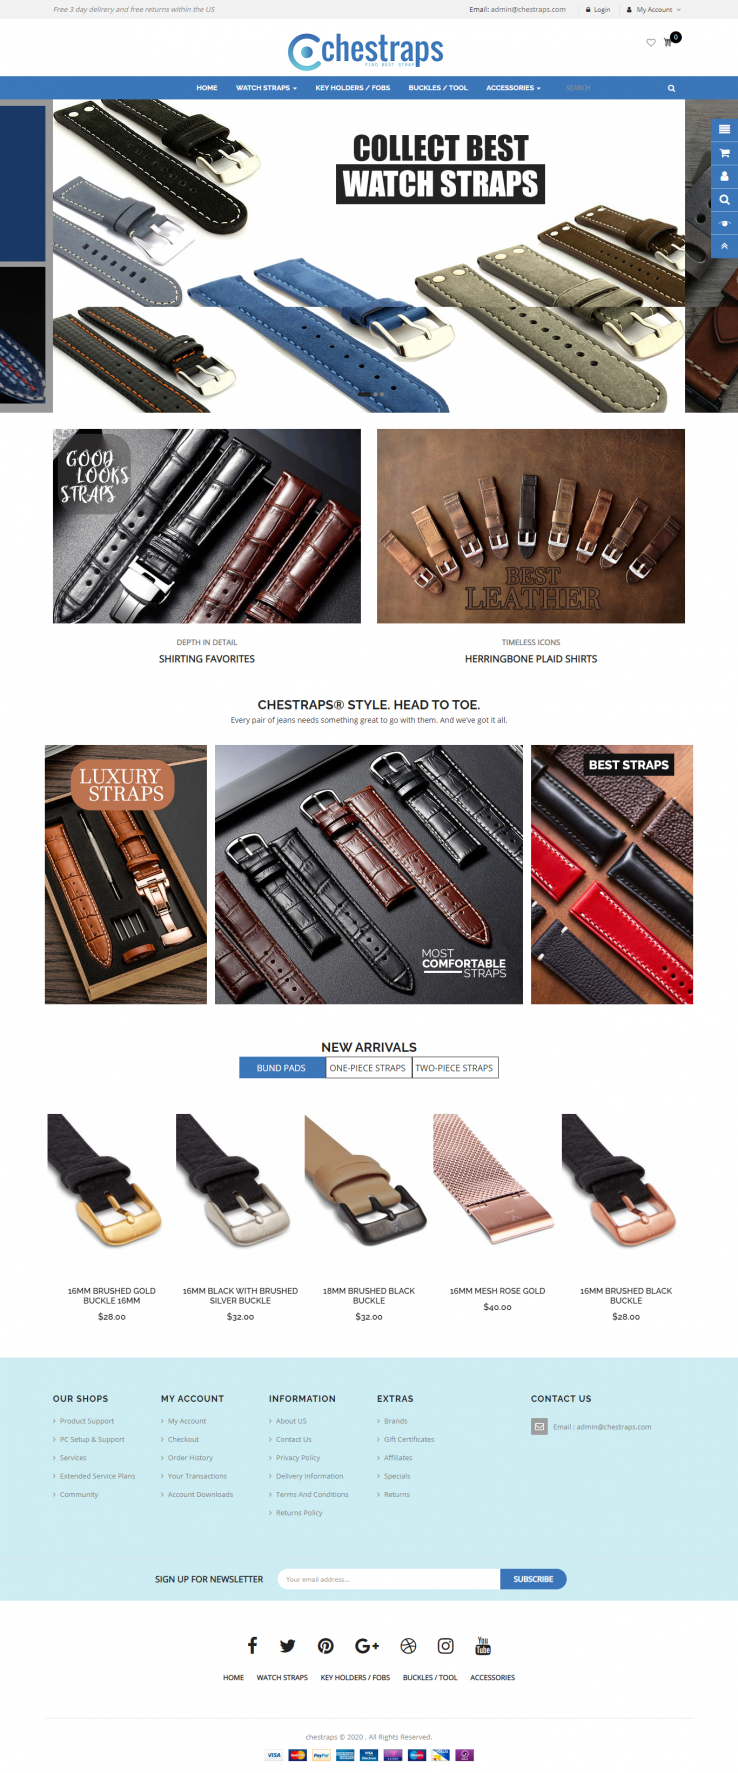 Free 3 day delivery and free returns within the US
Email: admin@chestraps.com
Login
My Account
chestraps
FIND BEST STRAP
0
HOME
WATCH STRAPS
KEY HOLDERS / FOBS
BUCKLES / TOOL
ACCESSORIES
SEARCH
COLLECT BEST
WATCH STRAPS
GOOD
LOOKS
STRAPS
BEST
LEATHER
DEPTH IN DETAIL
SHIRTING FAVORITES
TIMELESS ICONS
HERRINGBONE PLAID SHIRTS
CHESTRAPS® STYLE. HEAD TO TOE.
Every pair of jeans needs something great to go with them. And we've got it all.
LUXURY
STRAPS
MOST
COMFORTABLE
STRAPS
BEST STRAPS
NEW ARRIVALS
BUND PADS
ONE-PIECE STRAPS
TWO-PIECE STRAPS
16MM BRUSHED GOLD
BUCKLE 16MM
$28.00
16MM BLACK WITH BRUSHED
SILVER BUCKLE
$32.00
18MM BRUSHED BLACK
BUCKLE
$32.00
16MM MESH ROSE GOLD
$40.00
16MM BRUSHED BLACK
BUCKLE
$28.00
OUR SHOPS
Product Support
PC Setup & Support
Services
Extended Service Plans
Community
MY ACCOUNT
My Account
Checkout
Order History
Your Transactions
Account Downloads
INFORMATION
About US
Contact Us
Privacy Policy
Delivery Information
Terms And Conditions
Returns Policy
EXTRAS
Brands
Gift Certificates
Affiliates
Specials
Returns
CONTACT US
Email : admin@chestraps.com
SIGN UP FOR NEWSLETTER
Your email address...
SUBSCRIBE
You
Tube
HOME
WATCH STRAPS
KEY HOLDERS / FOBS
BUCKLES / TOOL
ACCESSORIES
chestraps © 2020 . All Rights Reserved.
VISA
PayPal